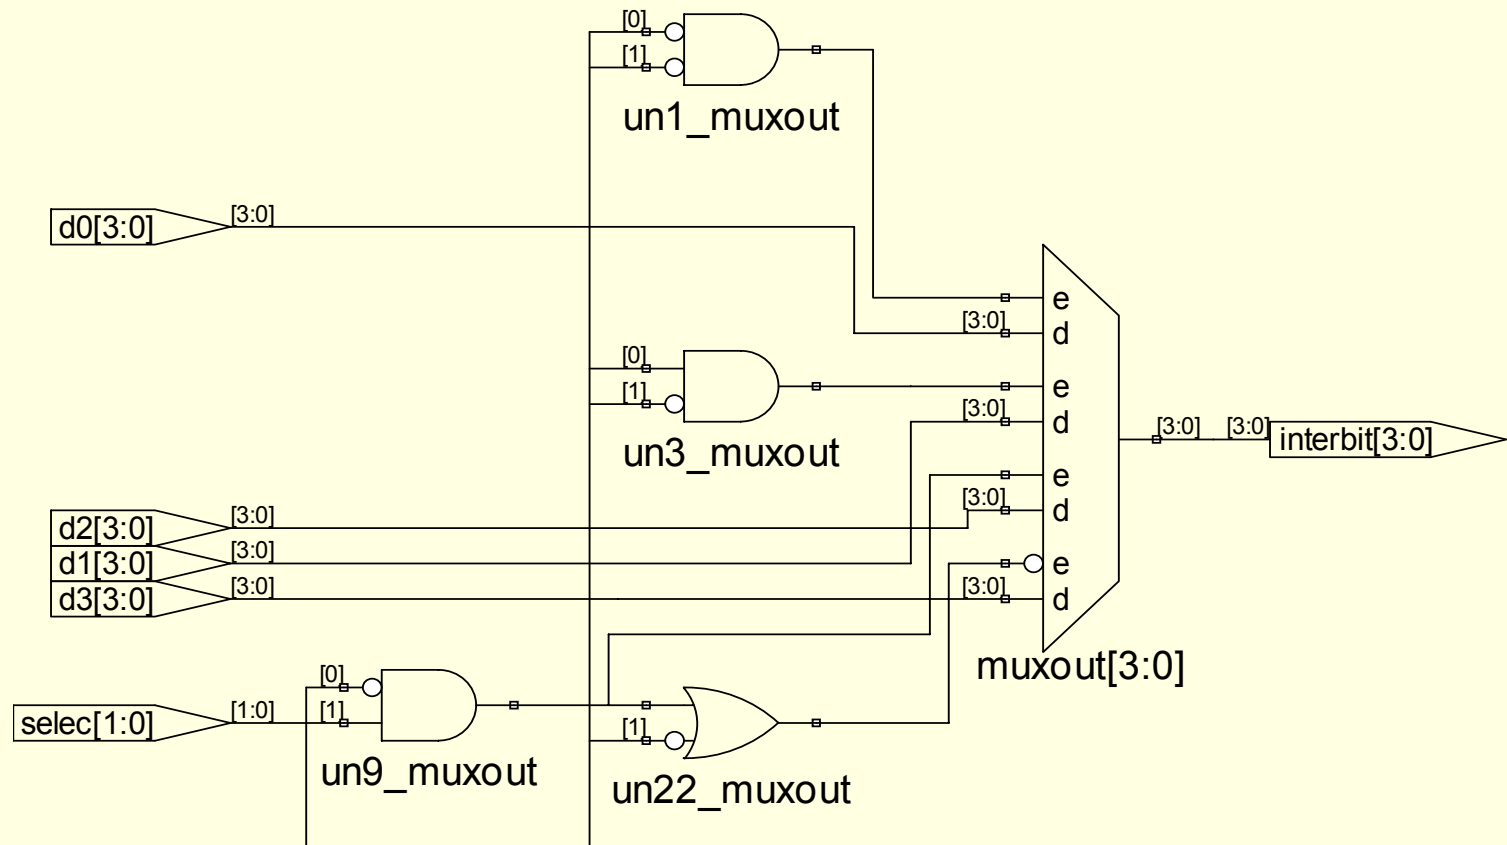 [0]
[1]
un1_muxout
d0[3:0]
[3:0]
e
[3:0]
d
[0]
[1]
un3_muxout
e
[3:0]
d
[3:0]
[3:0]
interbit[3:0]
e
[3:0]
d
d2[3:0]
[3:0]
d1[3:0]
[3:0]
e
d3[3:0]
[3:0]
[3:0]
d
muxout[3:0]
[0]
selec[1:0]
[1:0]
[1]
un9_muxout
[1]
un22_muxout